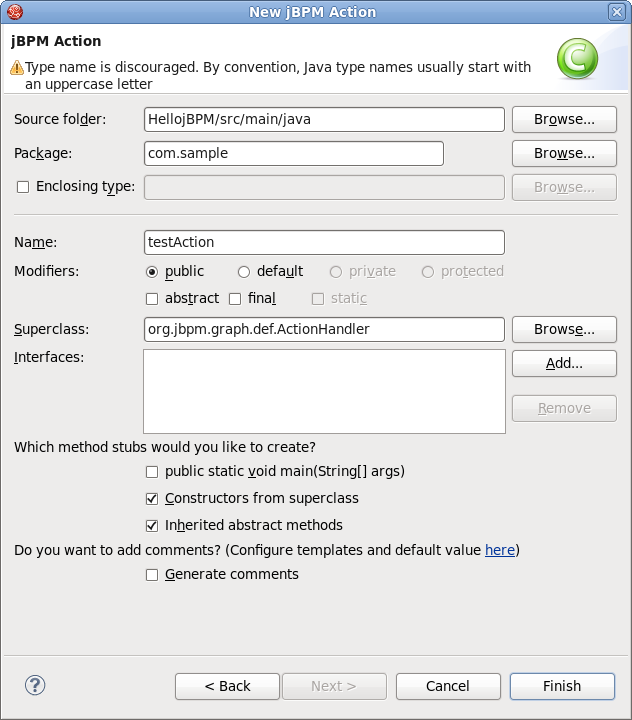 New jBPM Action
jBPM Action
Type name is discouraged. By convention, Java type names usually start with
an uppercase letter
Source folder: HellojBPM/src/main/java Browse...
Package: com.sample Browse...
Enclosing type: Browse...
Name: testAction
Modifiers: public default private protected
abstract final static
Superclass: org.jbpm.graph.def.ActionHandler Browse...
Interfaces: Add...
Remove
Which method stubs would you like to create?
public static void main(String[] args)
Constructors from superclass
Inherited abstract methods
Do you want to add comments? (Configure templates and default value here)
Generate comments
? < Back Next > Cancel Finish